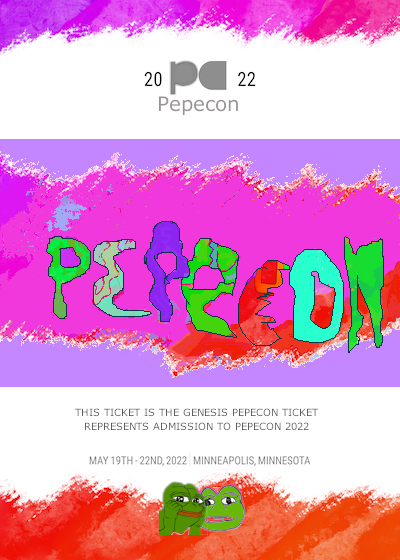 20 pc 22
Pepecon
PEPECON
THIS TICKET IS THE GENESIS PEPECON TICKET
REPRESENTS ADMISSION TO PEPECON 2022
MAY 19TH - 22ND, 2022 | MINNEAPOLIS, MINNESOTA